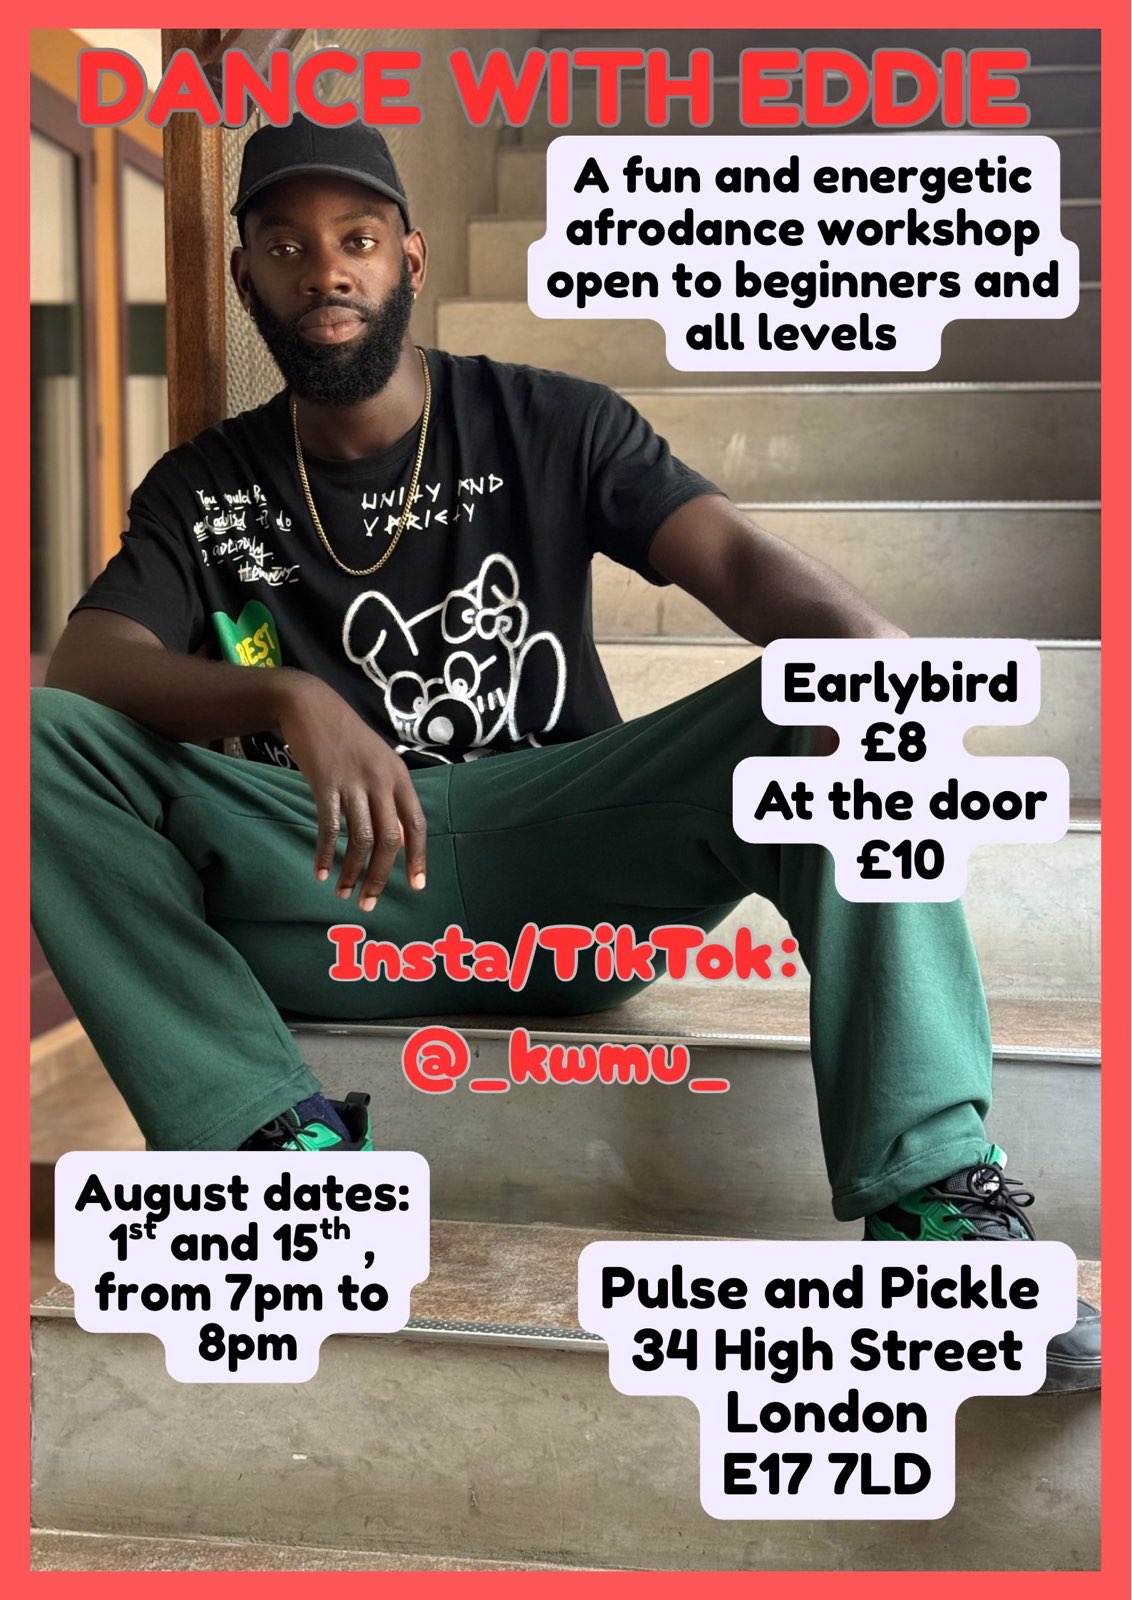 DANCE WITH EDDIE
A fun and energetic
afrodance workshop
open to beginners and
all levels
You
UNITY AND
VARIETY
BEST
Earlybird
£8
At the door
£10
Insta/TikTok:
@_kwmu_
August dates:
1st and 15th ,
from 7pm to
8pm
Pulse and Pickle
34 High Street
London
E17 7LD